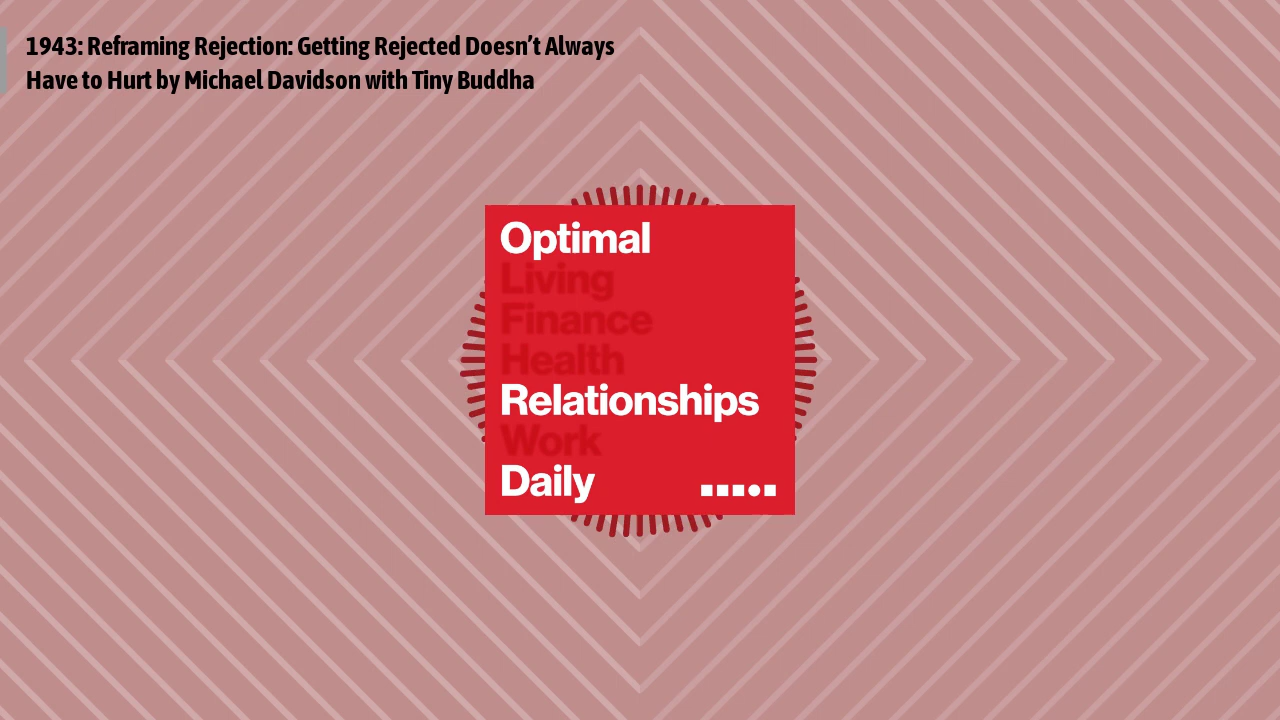 1943: Reframing Rejection: Getting Rejected Doesn’t Always
Have to Hurt by Michael Davidson with Tiny Buddha
Optimal
Living
Finance
Health
Relationships
Work
Daily